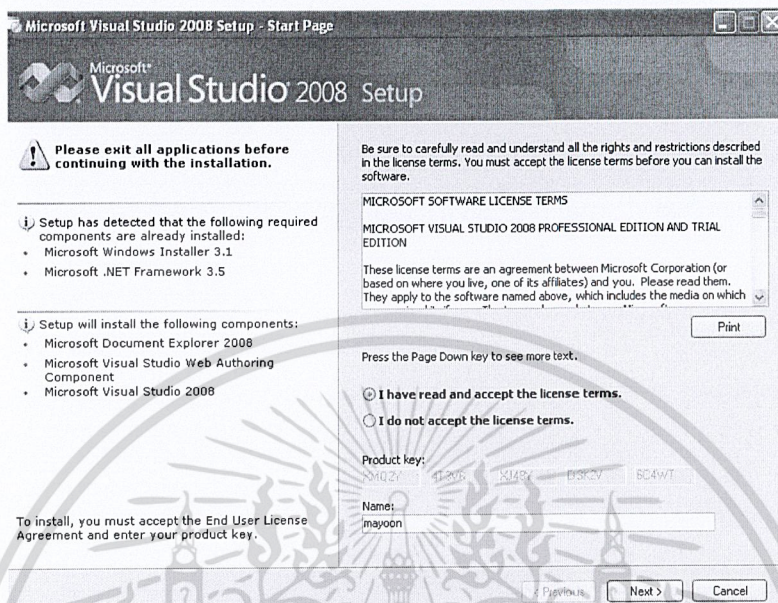 Microsoft Visual Studio 2008 Setup - Start Page
Microsoft®
Visual Studio® 2008 Setup
Please exit all applications before
continuing with the installation.
Setup has detected that the following required
components are already installed:
• Microsoft Windows Installer 3.1
• Microsoft .NET Framework 3.5
Setup will install the following components:
• Microsoft Document Explorer 2008
• Microsoft Visual Studio Web Authoring
Component
• Microsoft Visual Studio 2008
To install, you must accept the End User License
Agreement and enter your product key.
Be sure to carefully read and understand all the rights and restrictions described
in the license terms. You must accept the license terms before you can install the
software.
MICROSOFT SOFTWARE LICENSE TERMS
MICROSOFT VISUAL STUDIO 2008 PROFESSIONAL EDITION AND TRIAL
EDITION
These license terms are an agreement between Microsoft Corporation (or
based on where you live, one of its affiliates) and you. Please read them.
They apply to the software named above, which includes the media on which
Print
Press the Page Down key to see more text.
I have read and accept the license terms.
I do not accept the license terms.
Product key:
Name:
mayoon
< Previous
Next >
Cancel